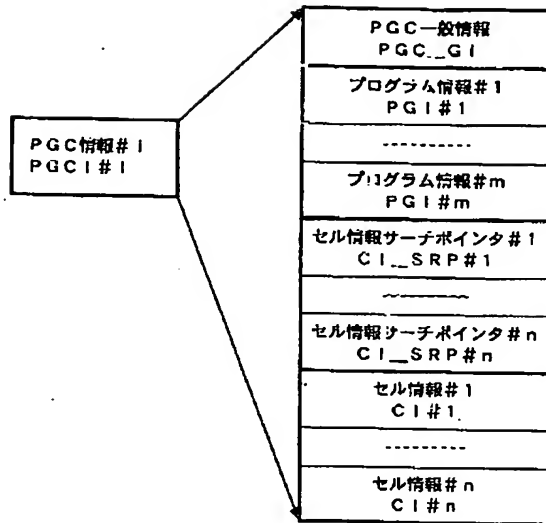 PGC情報#i
PGCI#i
PGC一般情報
PGC_GI
プログラム情報#1
PGI#1
----------
プログラム情報#m
PGI#m
セル情報サーチポインタ#1
CI_SRP#1
----------
セル情報サーチポインタ#n
CI_SRP#n
セル情報#1
CI#1
----------
セル情報#n
CI#n